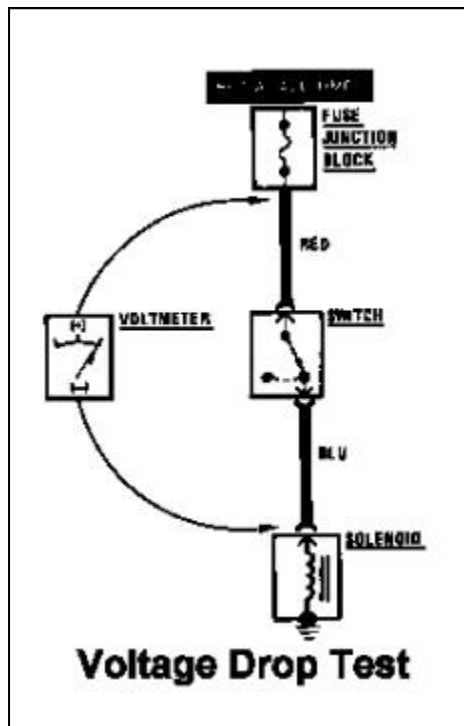 FUSE
JUNCTION
BLOCK
RED
(+)
VOLTMETER
SWITCH
(-)
BLU
SOLENOID
Voltage Drop Test